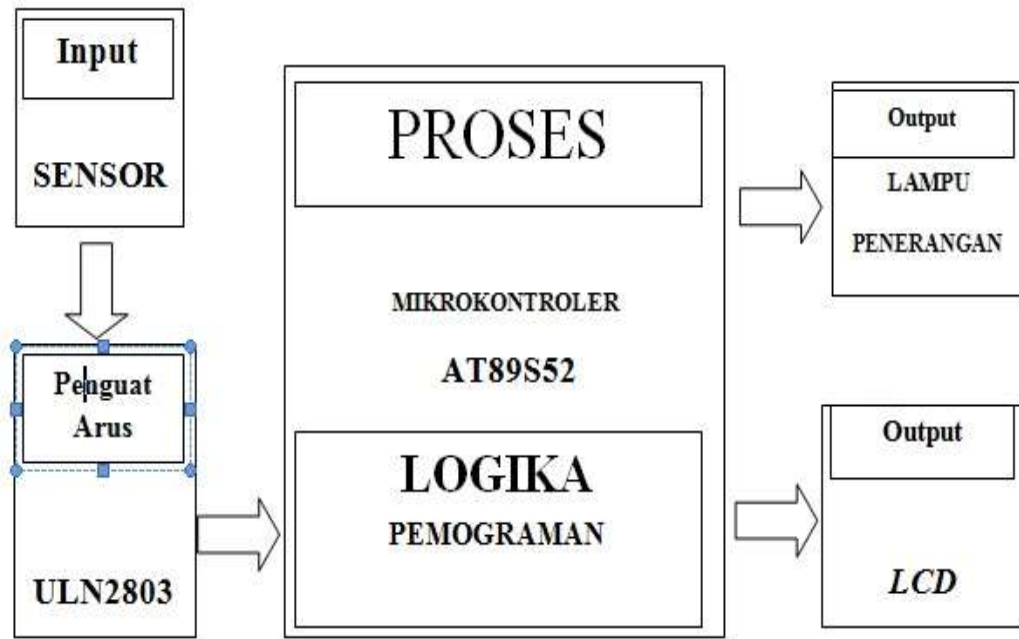 Input
SENSOR
Penguat
Arus
ULN2803
PROSES
MIKROKONTROLER
AT89S52
LOGIKA
PEMOGRAMAN
Output
LAMPU
PENERANGAN
Output
LCD